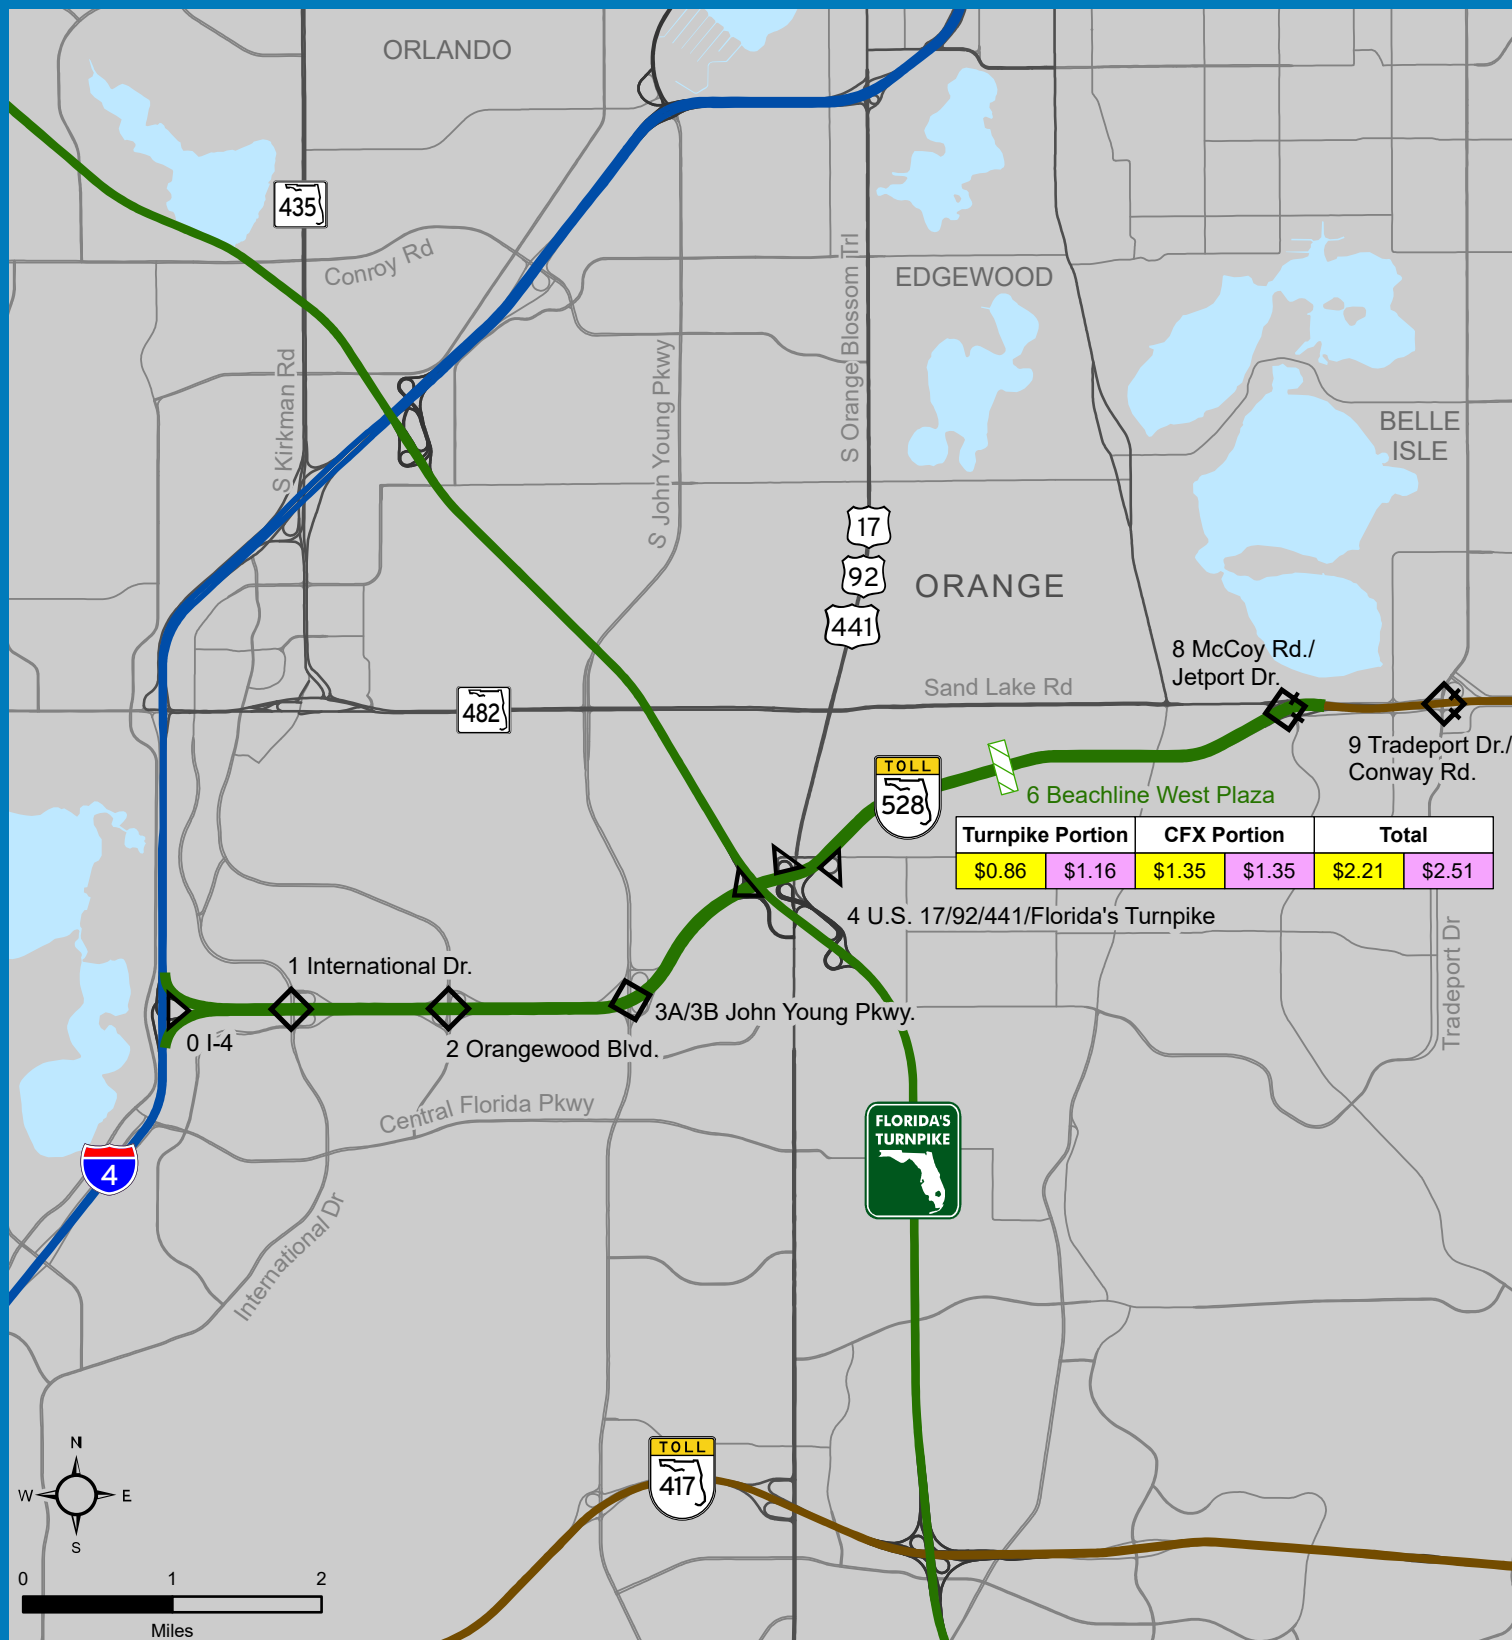 ORLANDO
435
Conroy Rd
S Kirkman Rd
S John Young Pkwy
S Orange Blossom Trl
EDGEWOOD
BELLE
ISLE
17
92
441
ORANGE
8 McCoy Rd./
Jetport Dr.
Sand Lake Rd
482
9 Tradeport Dr./
Conway Rd.
TOLL
528
6 Beachline West Plaza
Turnpike Portion CFX Portion Total
$0.86 $1.16 $1.35 $1.35 $2.21 $2.51
4 U.S. 17/92/441/Florida's Turnpike
Tradeport Dr
1 International Dr.
3A/3B John Young Pkwy.
0 I-4
2 Orangewood Blvd.
Central Florida Pkwy
FLORIDA'S
TURNPIKE
4
International Dr
TOLL
417
N
W E
S
0 1 2
Miles